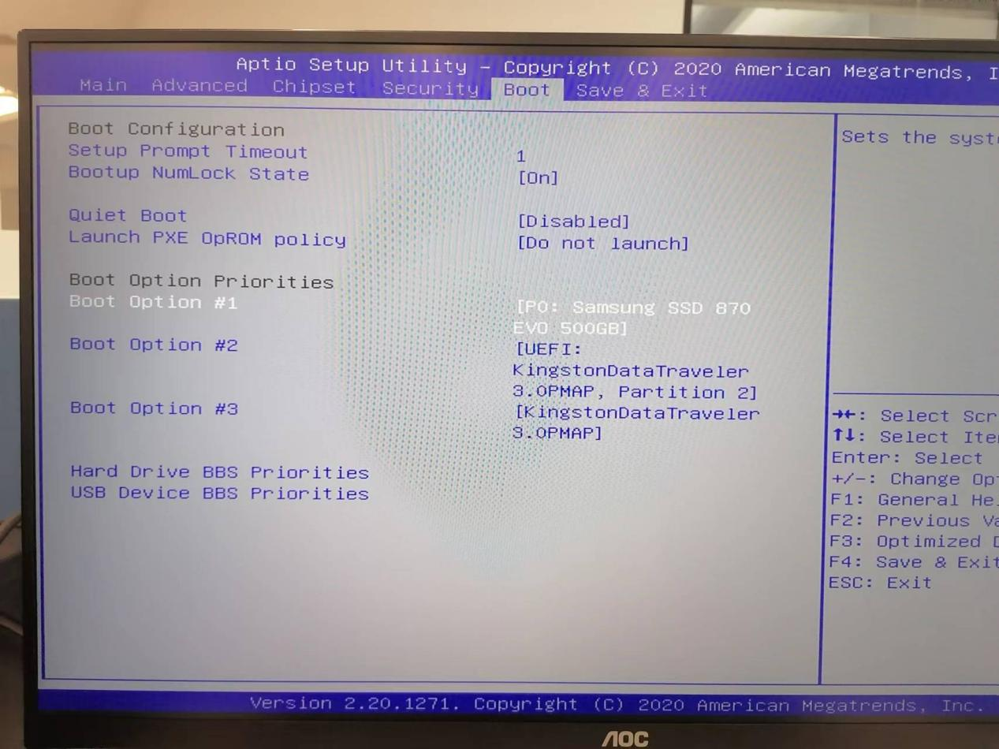 Aptio Setup Utility – Copyright (C) 2020 American Megatrends, I
Main Advanced Chipset Security Boot Save & Exit
Boot Configuration
Setup Prompt Timeout 1
Bootup NumLock State [On]
Quiet Boot [Disabled]
Launch PXE OpROM policy [Do not launch]
Boot Option Priorities
Boot Option #1 [P0: Samsung SSD 870
EVO 500GB]
Boot Option #2 [UEFI:
KingstonDataTraveler
3.0PMAP, Partition 2]
Boot Option #3 [KingstonDataTraveler
3.0PMAP]
Hard Drive BBS Priorities
USB Device BBS Priorities
Sets the syst
→←: Select Scr
↑↓: Select Ite
Enter: Select
+/-: Change Op
F1: General He
F2: Previous Va
F3: Optimized D
F4: Save & Exit
ESC: Exit
Version 2.20.1271. Copyright (C) 2020 American Megatrends, Inc.
AOC